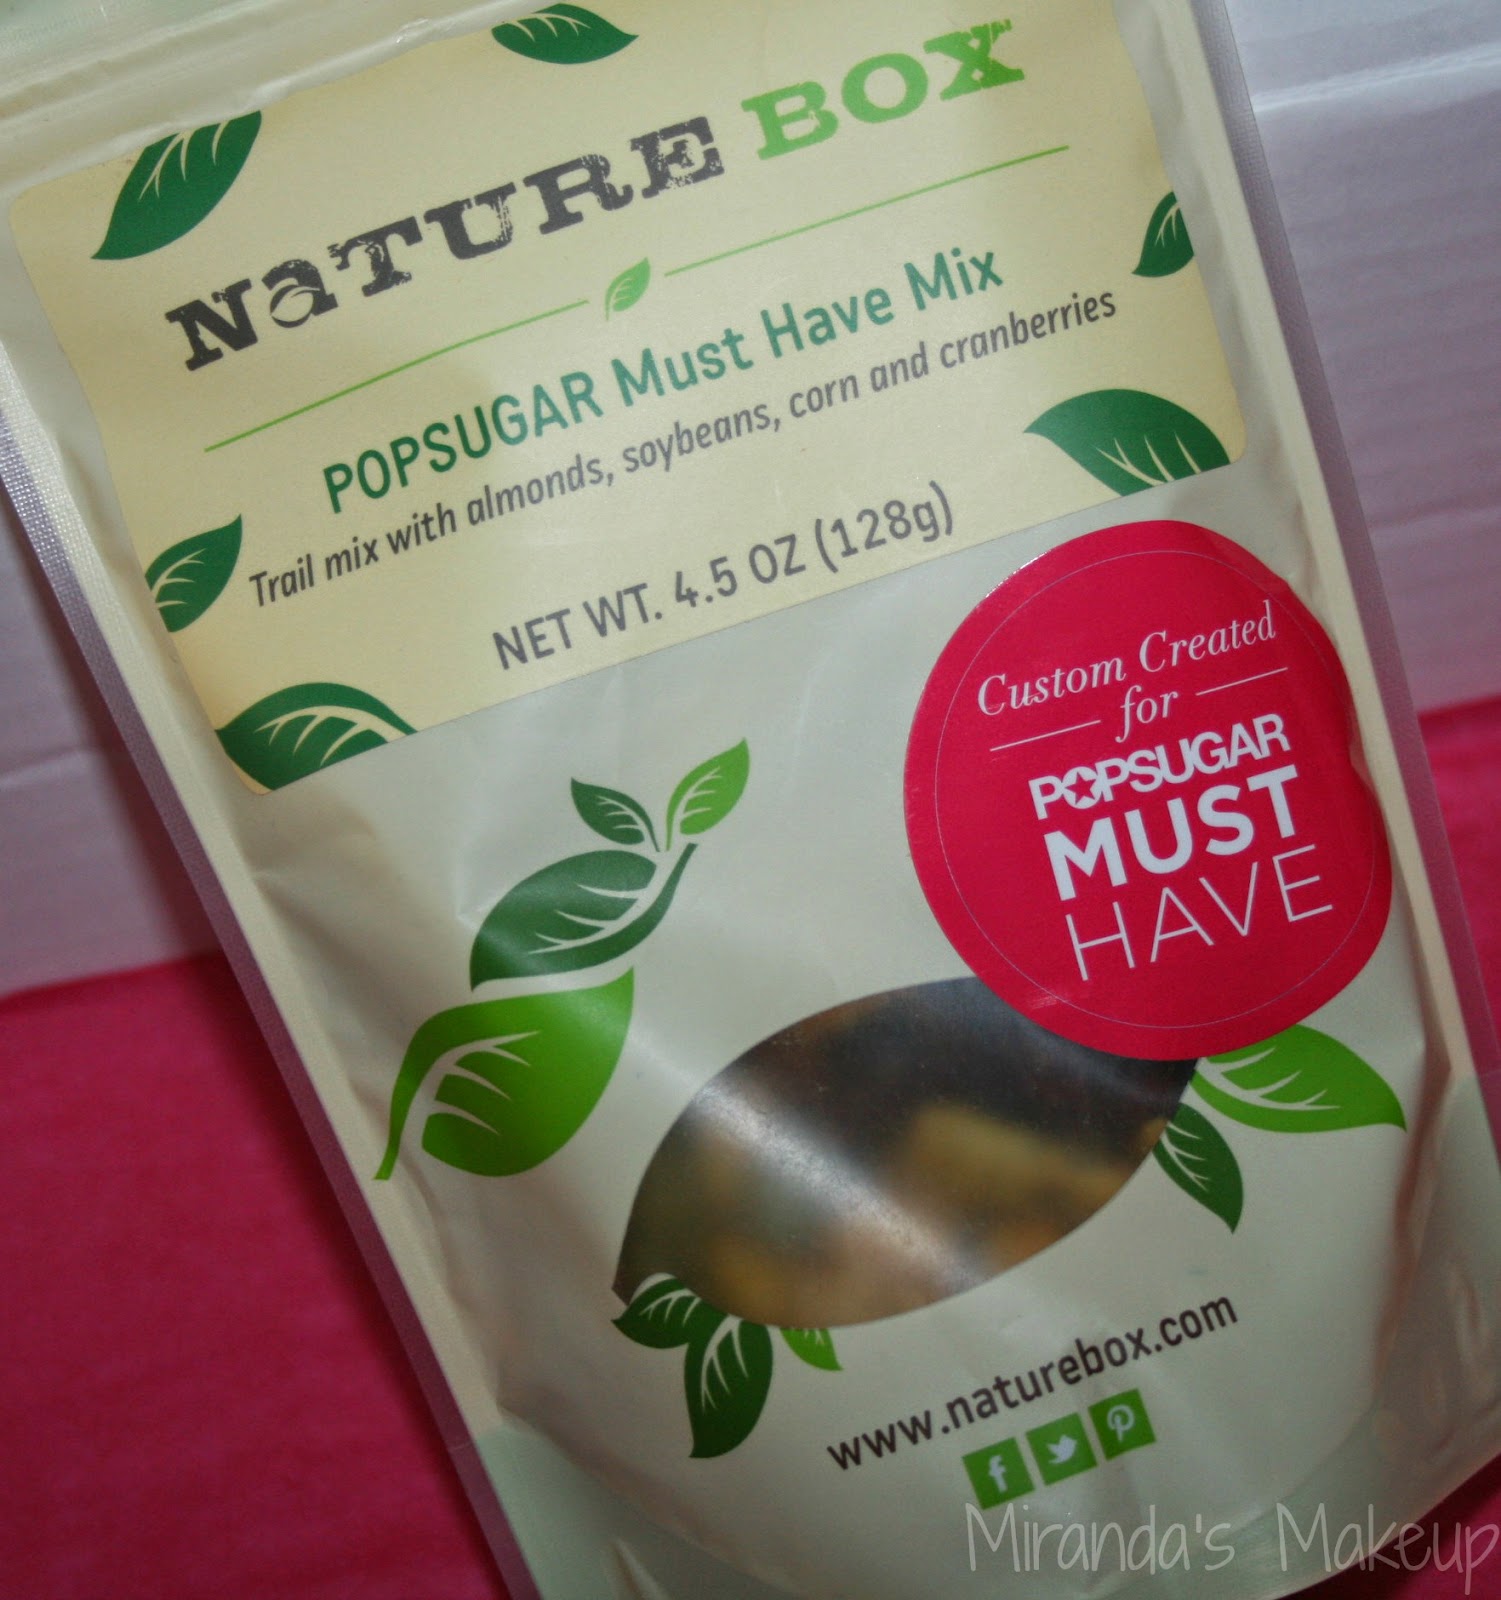 NaTURE BOX
POPSUGAR Must Have Mix
Trail mix with almonds, soybeans, corn and cranberries
NET WT. 4.5 OZ (128g)
Custom Created
for
POPSUGAR
MUST
HAVE
www.naturebox.com
Miranda's Makeup